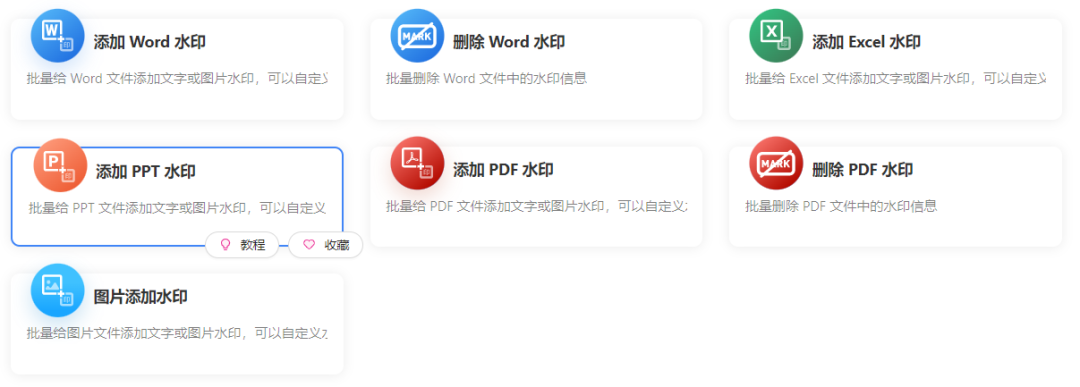 添加 Word 水印
批量给 Word 文件添加文字或图片水印，可以自定义
删除 Word 水印
批量删除 Word 文件中的水印信息
添加 Excel 水印
批量给 Excel 文件添加文字或图片水印，可以自定义
添加 PPT 水印
批量给 PPT 文件添加文字或图片水印，可以自定义
教程
收藏
添加 PDF 水印
批量给 PDF 文件添加文字或图片水印，可以自定义
删除 PDF 水印
批量删除 PDF 文件中的水印信息
图片添加水印
批量给图片文件添加文字或图片水印，可以自定义
W
印
MARK
X
印
P
印
印
MARK
印